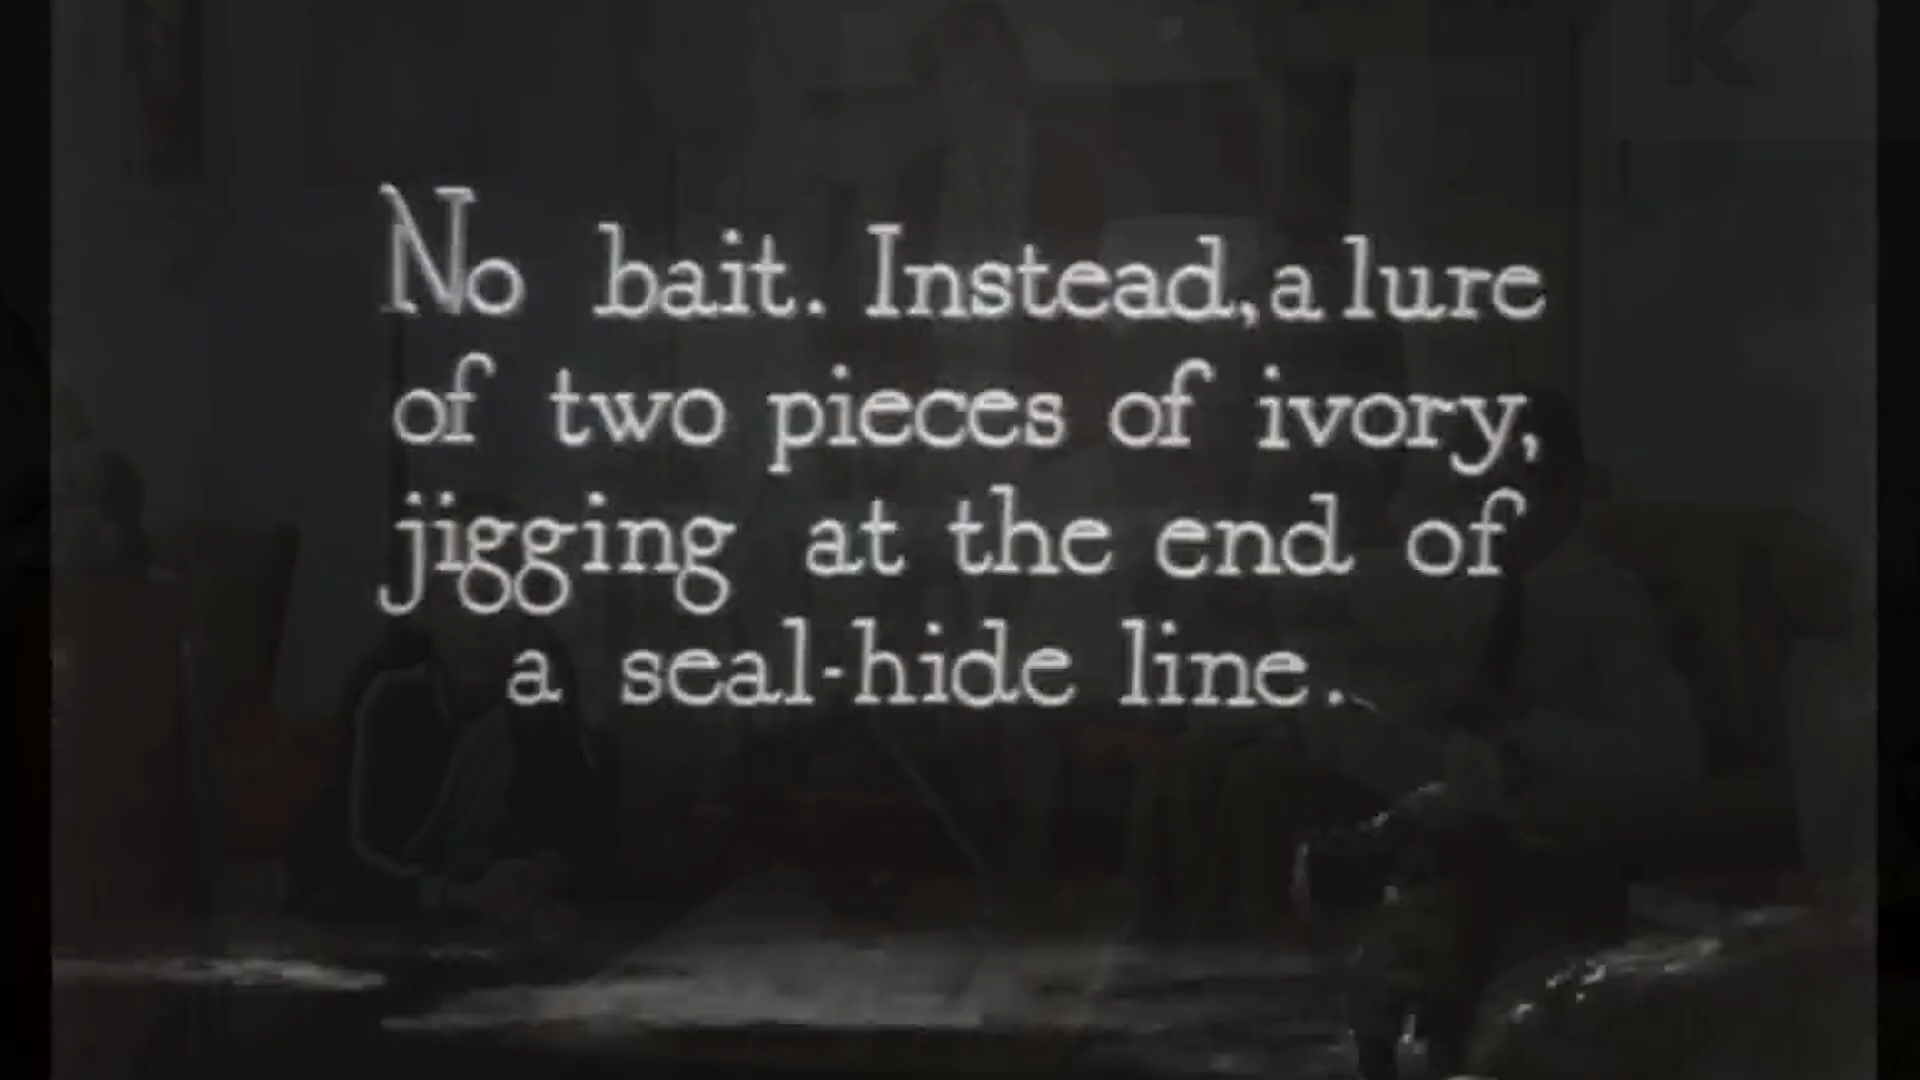 No bait. Instead, a lure
of two pieces of ivory,
jigging at the end of
a seal-hide line.
K